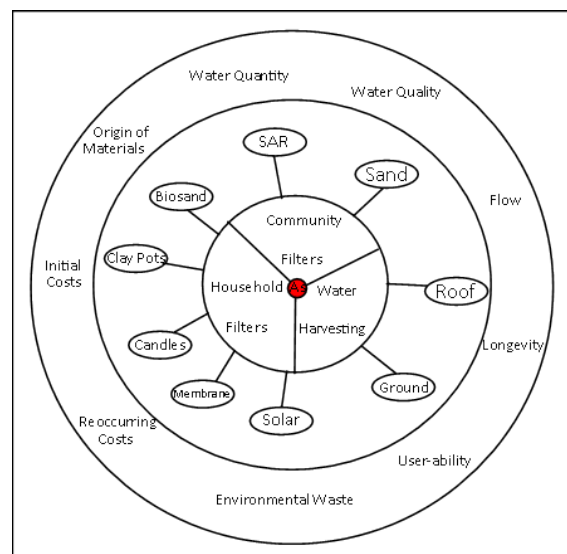 Water Quantity
Water Quality
Origin of
Materials
SAR
Sand
Biosand
Community
Flow
Filters
Clay Pots
Initial
Costs
Household
As
Water
Roof
Filters
Harvesting
Candles
Longevity
Membrane
Ground
Solar
Reoccurring
Costs
User-ability
Environmental Waste